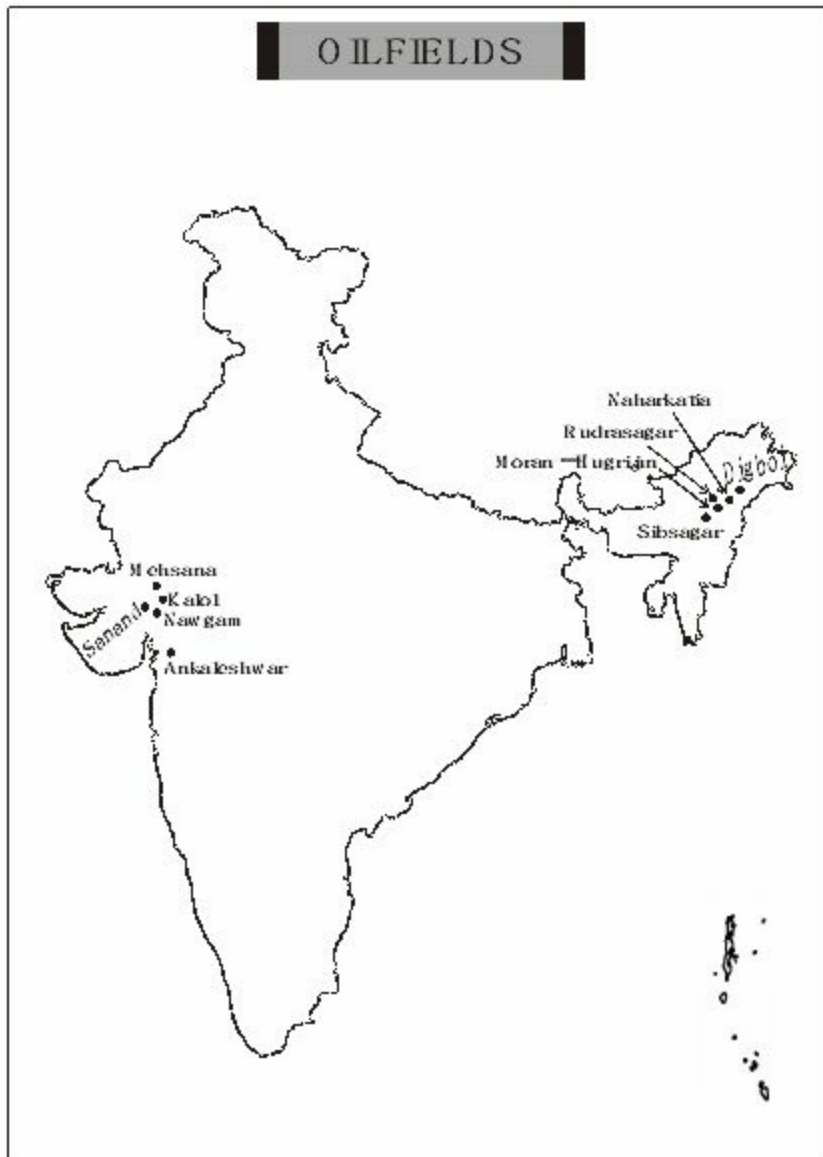 OILFIELDS
Naharkatia
Rudrasagar
Moran—Hugrijan
Digboi
Sibsagar
Mehsana
Kalol
Sanand
Nawgam
Ankaleshwar